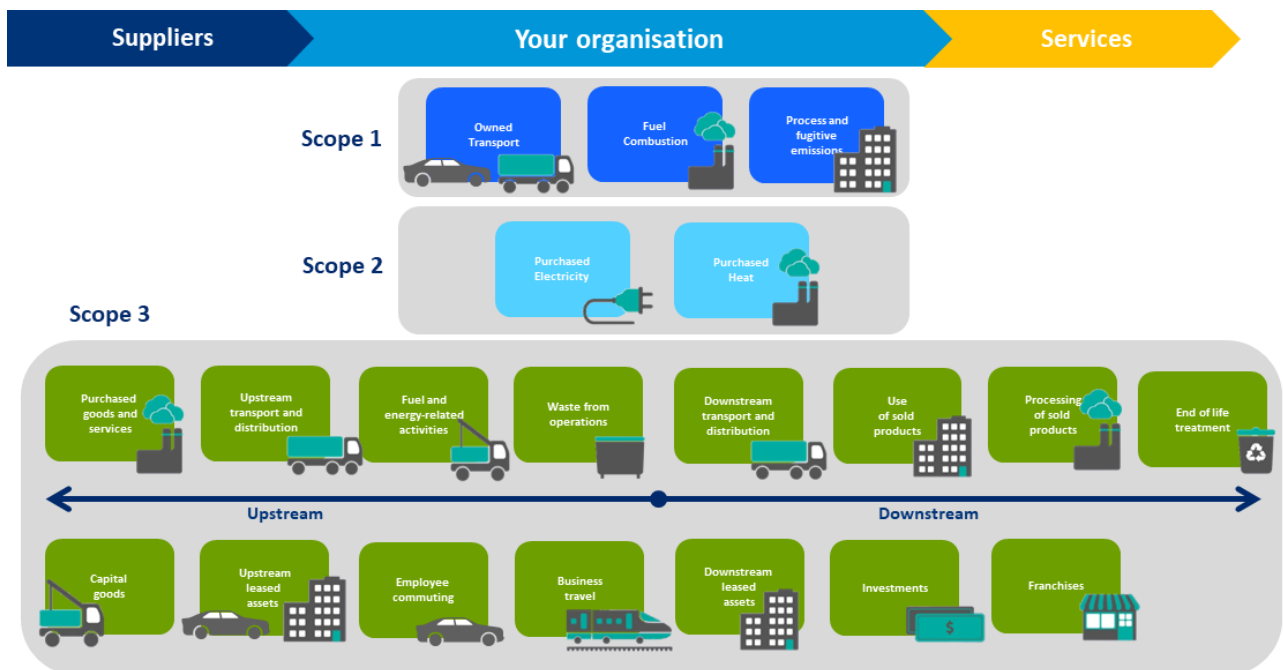 Suppliers
Your organisation
Services
Scope 1
Owned
Transport
Fuel
Combustion
Process and
fugitive
emissions
Scope 2
Purchased
Electricity
Purchased
Heat
Scope 3
Purchased
goods and
services
Upstream
transport and
distribution
Fuel and
energy-related
activities
Waste from
operations
Downstream
transport and
distribution
Use
of sold
products
Processing
of sold
products
End of life
treatment
Upstream
Downstream
Capital
goods
Upstream
leased
assets
Employee
commuting
Business
travel
Downstream
leased
assets
Investments
$
Franchises